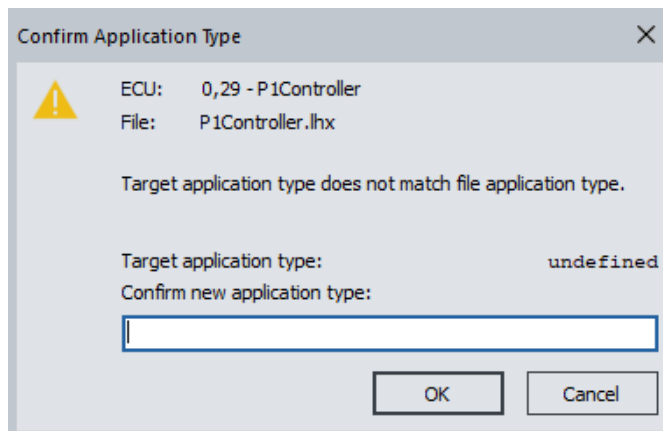 Confirm Application Type
ECU: 0,29 - P1Controller
File: P1Controller.lhx
Target application type does not match file application type.
Target application type: undefined
Confirm new application type:
OK Cancel